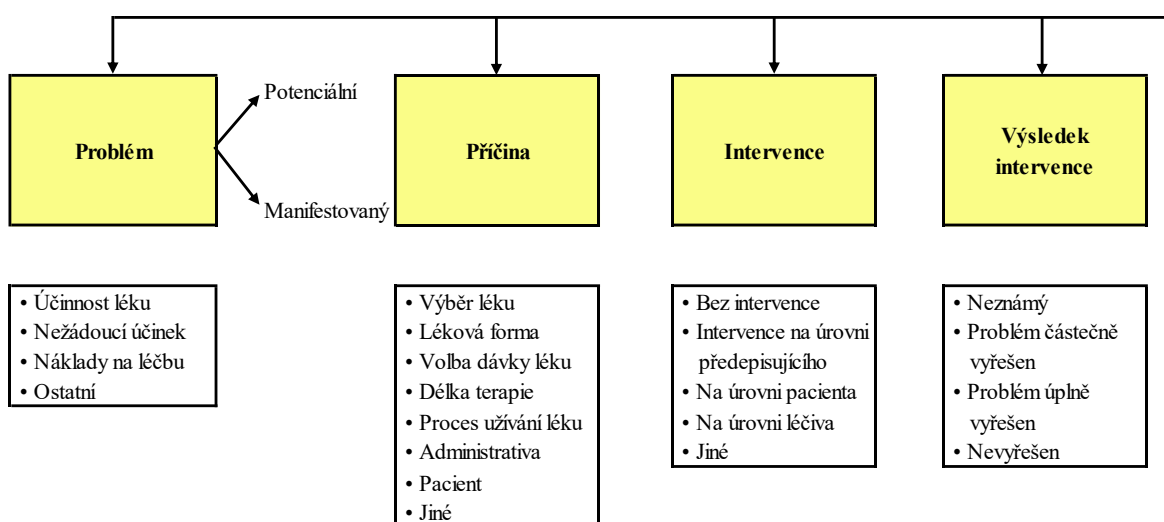 Problém
Potenciální
Manifestovaný
Příčina
Intervence
Výsledek
intervence
• Účinnost léku
• Nežádoucí účinek
• Náklady na léčbu
• Ostatní
• Výběr léku
• Léková forma
• Volba dávky léku
• Délka terapie
• Proces užívání léku
• Administrativa
• Pacient
• Jiné
• Bez intervence
• Intervence na úrovni
předepisujícího
• Na úrovni pacienta
• Na úrovni léčiva
• Jiné
• Neznámý
• Problém částečně
vyřešen
• Problém úplně
vyřešen
• Nevyřešen